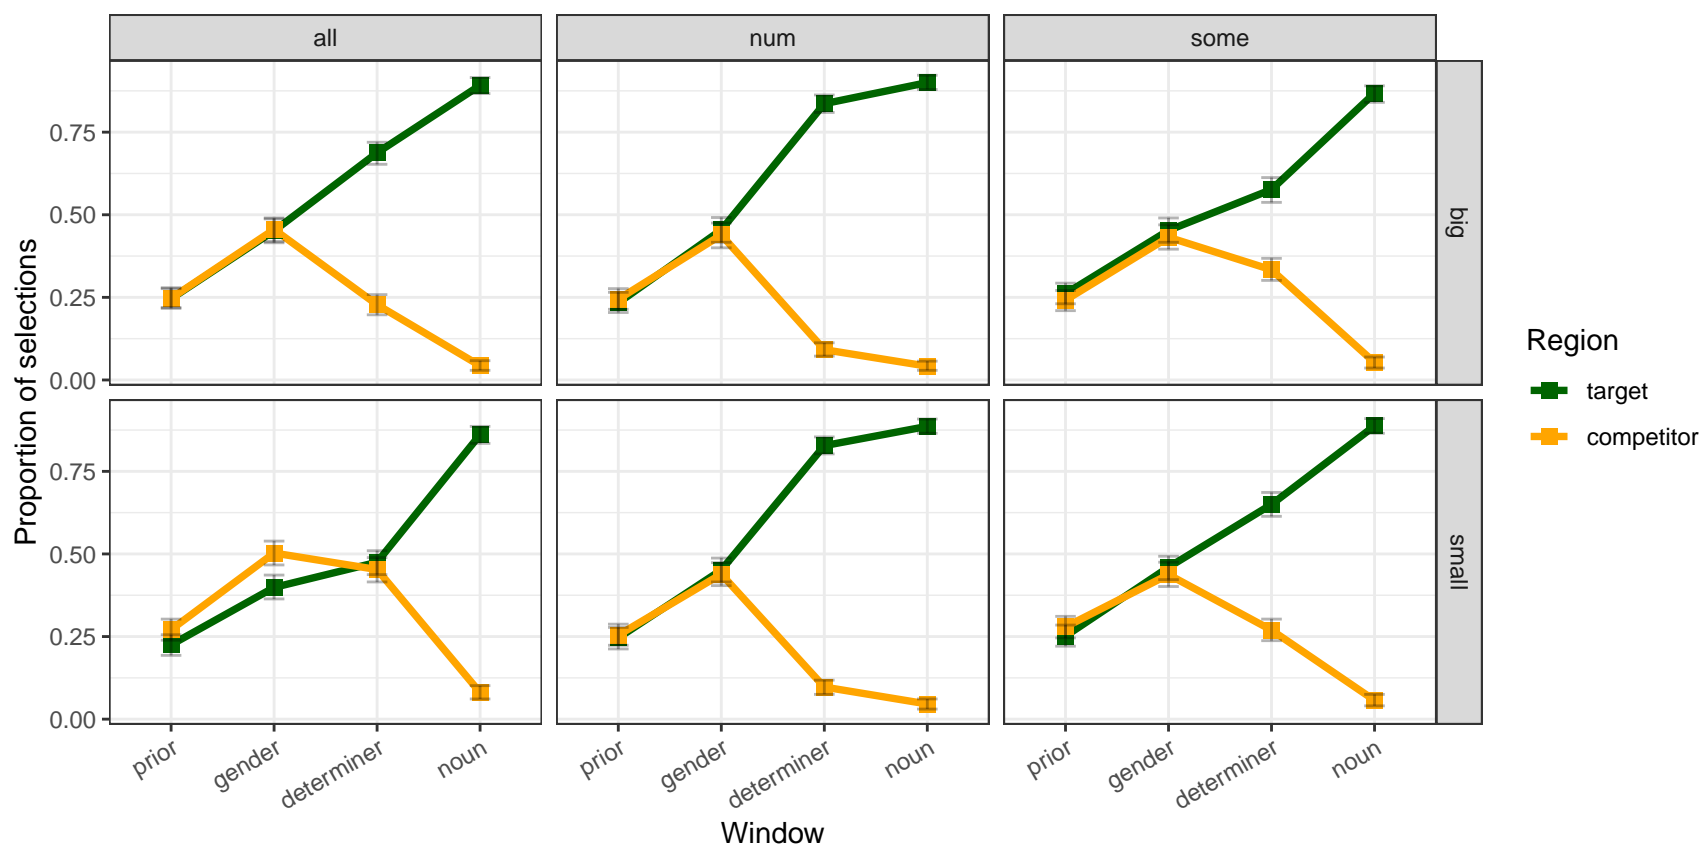 all num some
Proportion of selections
0.75
0.50
0.25
0.00
big
0.75
0.50
0.25
0.00
small
prior gender determiner noun prior gender determiner noun prior gender determiner noun
Window
Region
target
competitor